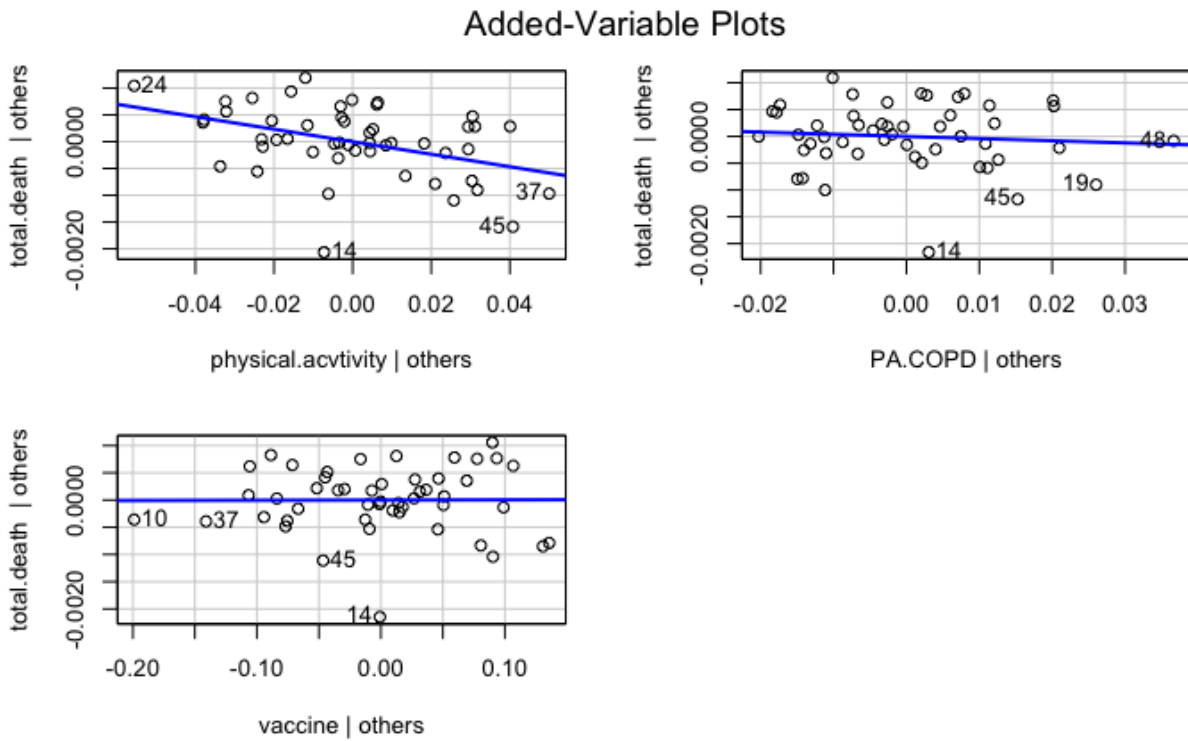 Added-Variable Plots
total.death | others
-0.0020 0.0000
24
37
45
14
-0.04 -0.02 0.00 0.02 0.04
physical.acvtivity | others
total.death | others
-0.0020 0.0000
48
19
45
14
-0.02 0.00 0.01 0.02 0.03
PA.COPD | others
total.death | others
-0.0020 0.0000
10
37
45
14
-0.20 -0.10 0.00 0.10
vaccine | others